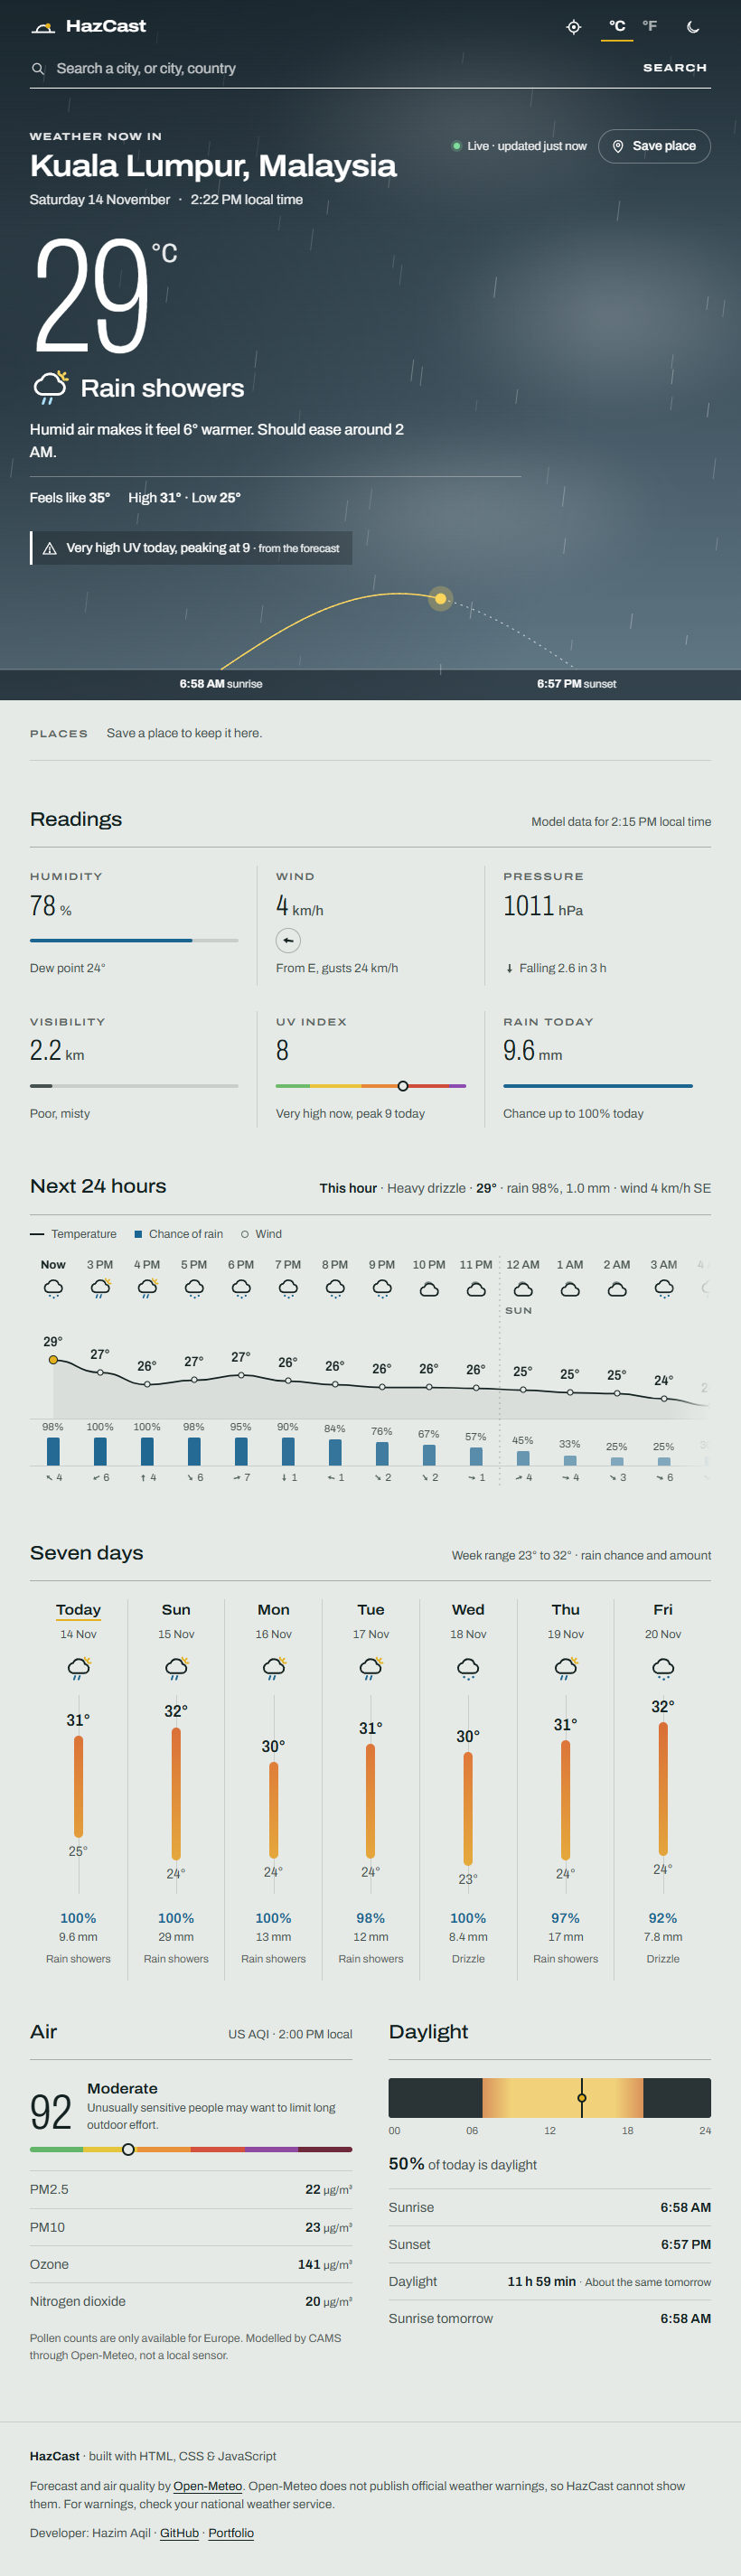 HazCast
°C °F
Search a city, or city, country
SEARCH
WEATHER NOW IN
Kuala Lumpur, Malaysia
Live · updated just now
Save place
Saturday 14 November · 2:22 PM local time
29°C
Rain showers
Humid air makes it feel 6° warmer. Should ease around 2
AM.
Feels like 35° High 31° · Low 25°
Very high UV today, peaking at 9 · from the forecast
6:58 AM sunrise
6:57 PM sunset
PLACES Save a place to keep it here.
Readings
Model data for 2:15 PM local time
HUMIDITY
78 %
Dew point 24°
WIND
4 km/h
From E, gusts 24 km/h
PRESSURE
1011 hPa
Falling 2.6 in 3 h
VISIBILITY
2.2 km
Poor, misty
UV INDEX
8
Very high now, peak 9 today
RAIN TODAY
9.6 mm
Chance up to 100% today
Next 24 hours
This hour · Heavy drizzle · 29° · rain 98%, 1.0 mm · wind 4 km/h SE
Temperature Chance of rain Wind
Now 3 PM 4 PM 5 PM 6 PM 7 PM 8 PM 9 PM 10 PM 11 PM 12 AM 1 AM 2 AM 3 AM
SUN
29° 27° 26° 27° 27° 26° 26° 26° 26° 26° 25° 25° 25° 24°
98% 100% 100% 98% 95% 90% 84% 76% 67% 57% 45% 33% 25% 25%
4 6 4 6 7 1 1 2 2 1 4 4 3 6
Seven days
Week range 23° to 32° · rain chance and amount
Today Sun Mon Tue Wed Thu Fri
14 Nov 15 Nov 16 Nov 17 Nov 18 Nov 19 Nov 20 Nov
31° 32° 30° 31° 30° 31° 32°
25° 24° 24° 24° 23° 24° 24°
100% 100% 100% 98% 100% 97% 92%
9.6 mm 29 mm 13 mm 12 mm 8.4 mm 17 mm 7.8 mm
Rain showers Rain showers Rain showers Rain showers Drizzle Rain showers Drizzle
Air
US AQI · 2:00 PM local
92
Moderate
Unusually sensitive people may want to limit long
outdoor effort.
PM2.5 22 µg/m³
PM10 23 µg/m³
Ozone 141 µg/m³
Nitrogen dioxide 20 µg/m³
Pollen counts are only available for Europe. Modelled by CAMS
through Open-Meteo, not a local sensor.
Daylight
00 06 12 18 24
50% of today is daylight
Sunrise 6:58 AM
Sunset 6:57 PM
Daylight 11 h 59 min · About the same tomorrow
Sunrise tomorrow 6:58 AM
HazCast · built with HTML, CSS & JavaScript
Forecast and air quality by Open-Meteo. Open-Meteo does not publish official weather warnings, so HazCast cannot show
them. For warnings, check your national weather service.
Developer: Hazim Aqil · GitHub · Portfolio